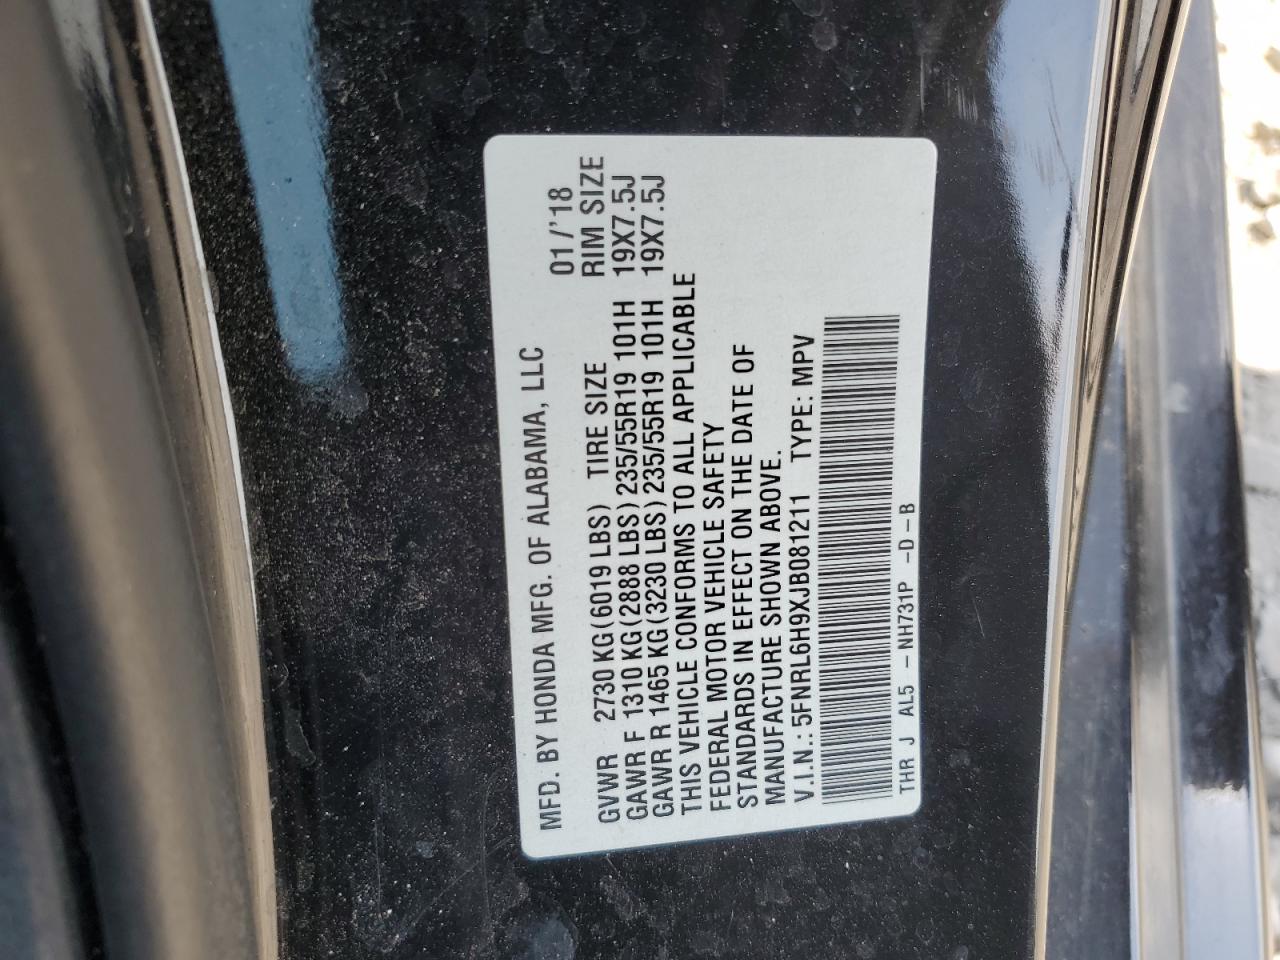 MFD. BY HONDA MFG. OF ALABAMA, LLC 01/'18
GVWR 2730 KG(6019 LBS) TIRE SIZE RIM SIZE
GAWR F 1310 KG(2888 LBS)235/55R19 101H 19X7.5J
GAWR R 1465 KG(3230 LBS)235/55R19 101H 19X7.5J
THIS VEHICLE CONFORMS TO ALL APPLICABLE
FEDERAL MOTOR VEHICLE SAFETY
STANDARDS IN EFFECT ON THE DATE OF
MANUFACTURE SHOWN ABOVE.
V.I.N.: 5FNRL6H9XJB081211 TYPE: MPV
THR J AL5 - NH731P -D-B